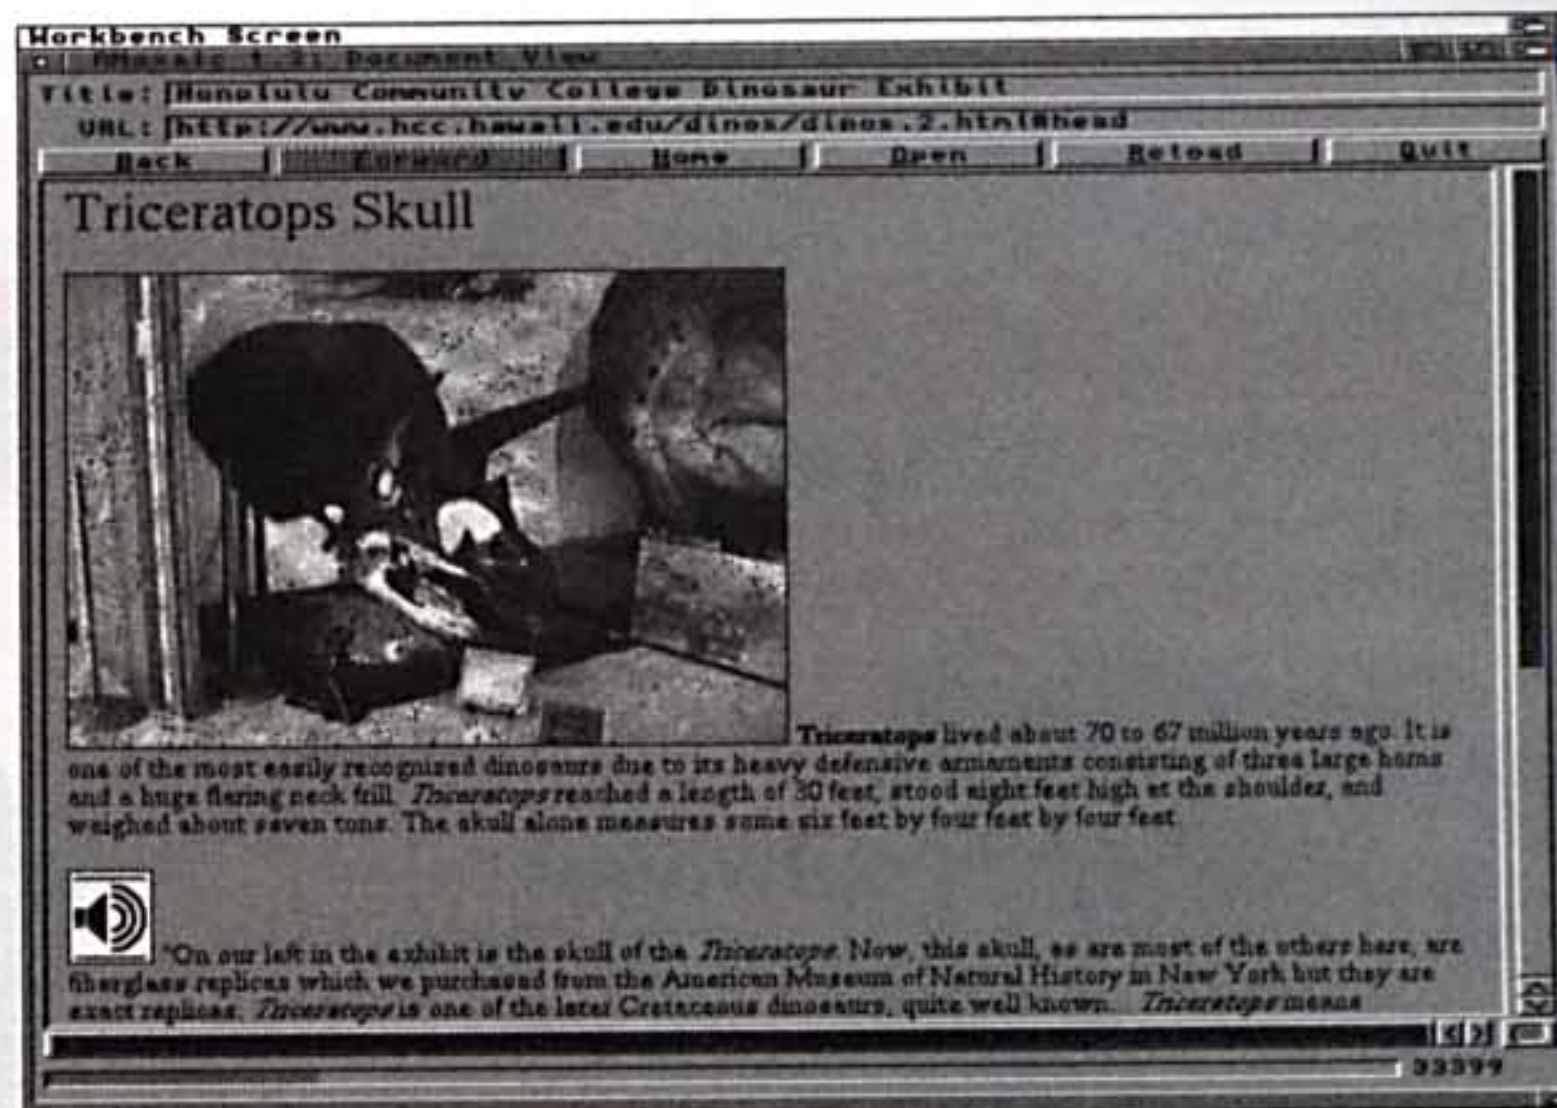 Workbench Screen
AMosaic 1.2: Document View
Title: Honolulu Community College Dinosaur Exhibit
URL: http://www.hcc.hawaii.edu/dinos/dinos.2.html#head
Back Forward Home Open Reload Quit
Triceratops Skull
Triceratops lived about 70 to 67 million years ago. It is
one of the most easily recognized dinosaurs due to its heavy defensive armaments consisting of three large horns
and a huge flaring neck frill. Triceratops reached a length of 30 feet, stood eight feet high at the shoulder, and
weighed about seven tons. The skull alone measures some six feet by four feet by four feet.
"On our left in the exhibit is the skull of the Triceratops. Now, this skull, as are most of the others here, are
fiberglass replicas which we purchased from the American Museum of Natural History in New York but they are
exact replicas. Triceratops is one of the later Cretaceous dinosaurs, quite well known. Triceratops means
33399